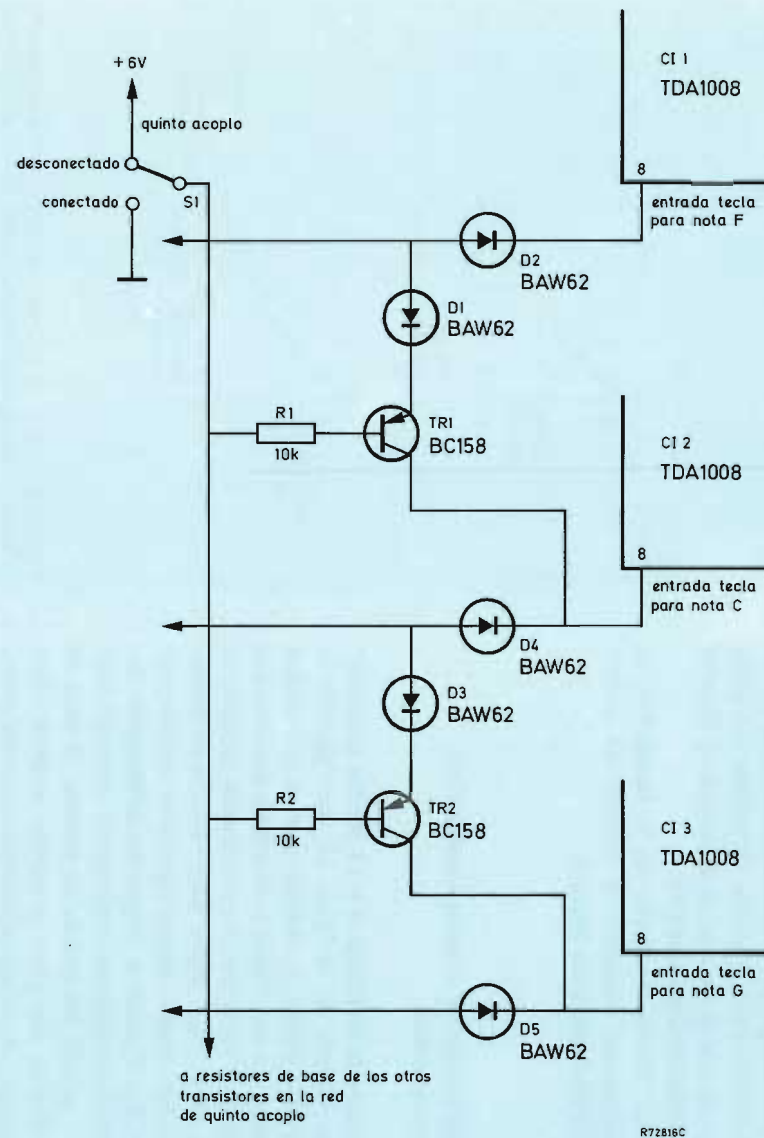 +6V
quinto acoplo
desconectado
conectado
S1
CI 1
TDA1008
8
entrada tecla
para nota F
D2
BAW62
D1
BAW62
R1
10k
TR1
BC158
CI 2
TDA1008
8
entrada tecla
para nota C
D4
BAW62
D3
BAW62
R2
10k
TR2
BC158
CI 3
TDA1008
8
entrada tecla
para nota G
D5
BAW62
a resistores de base de los otros
transistores en la red
de quinto acoplo
R72816C